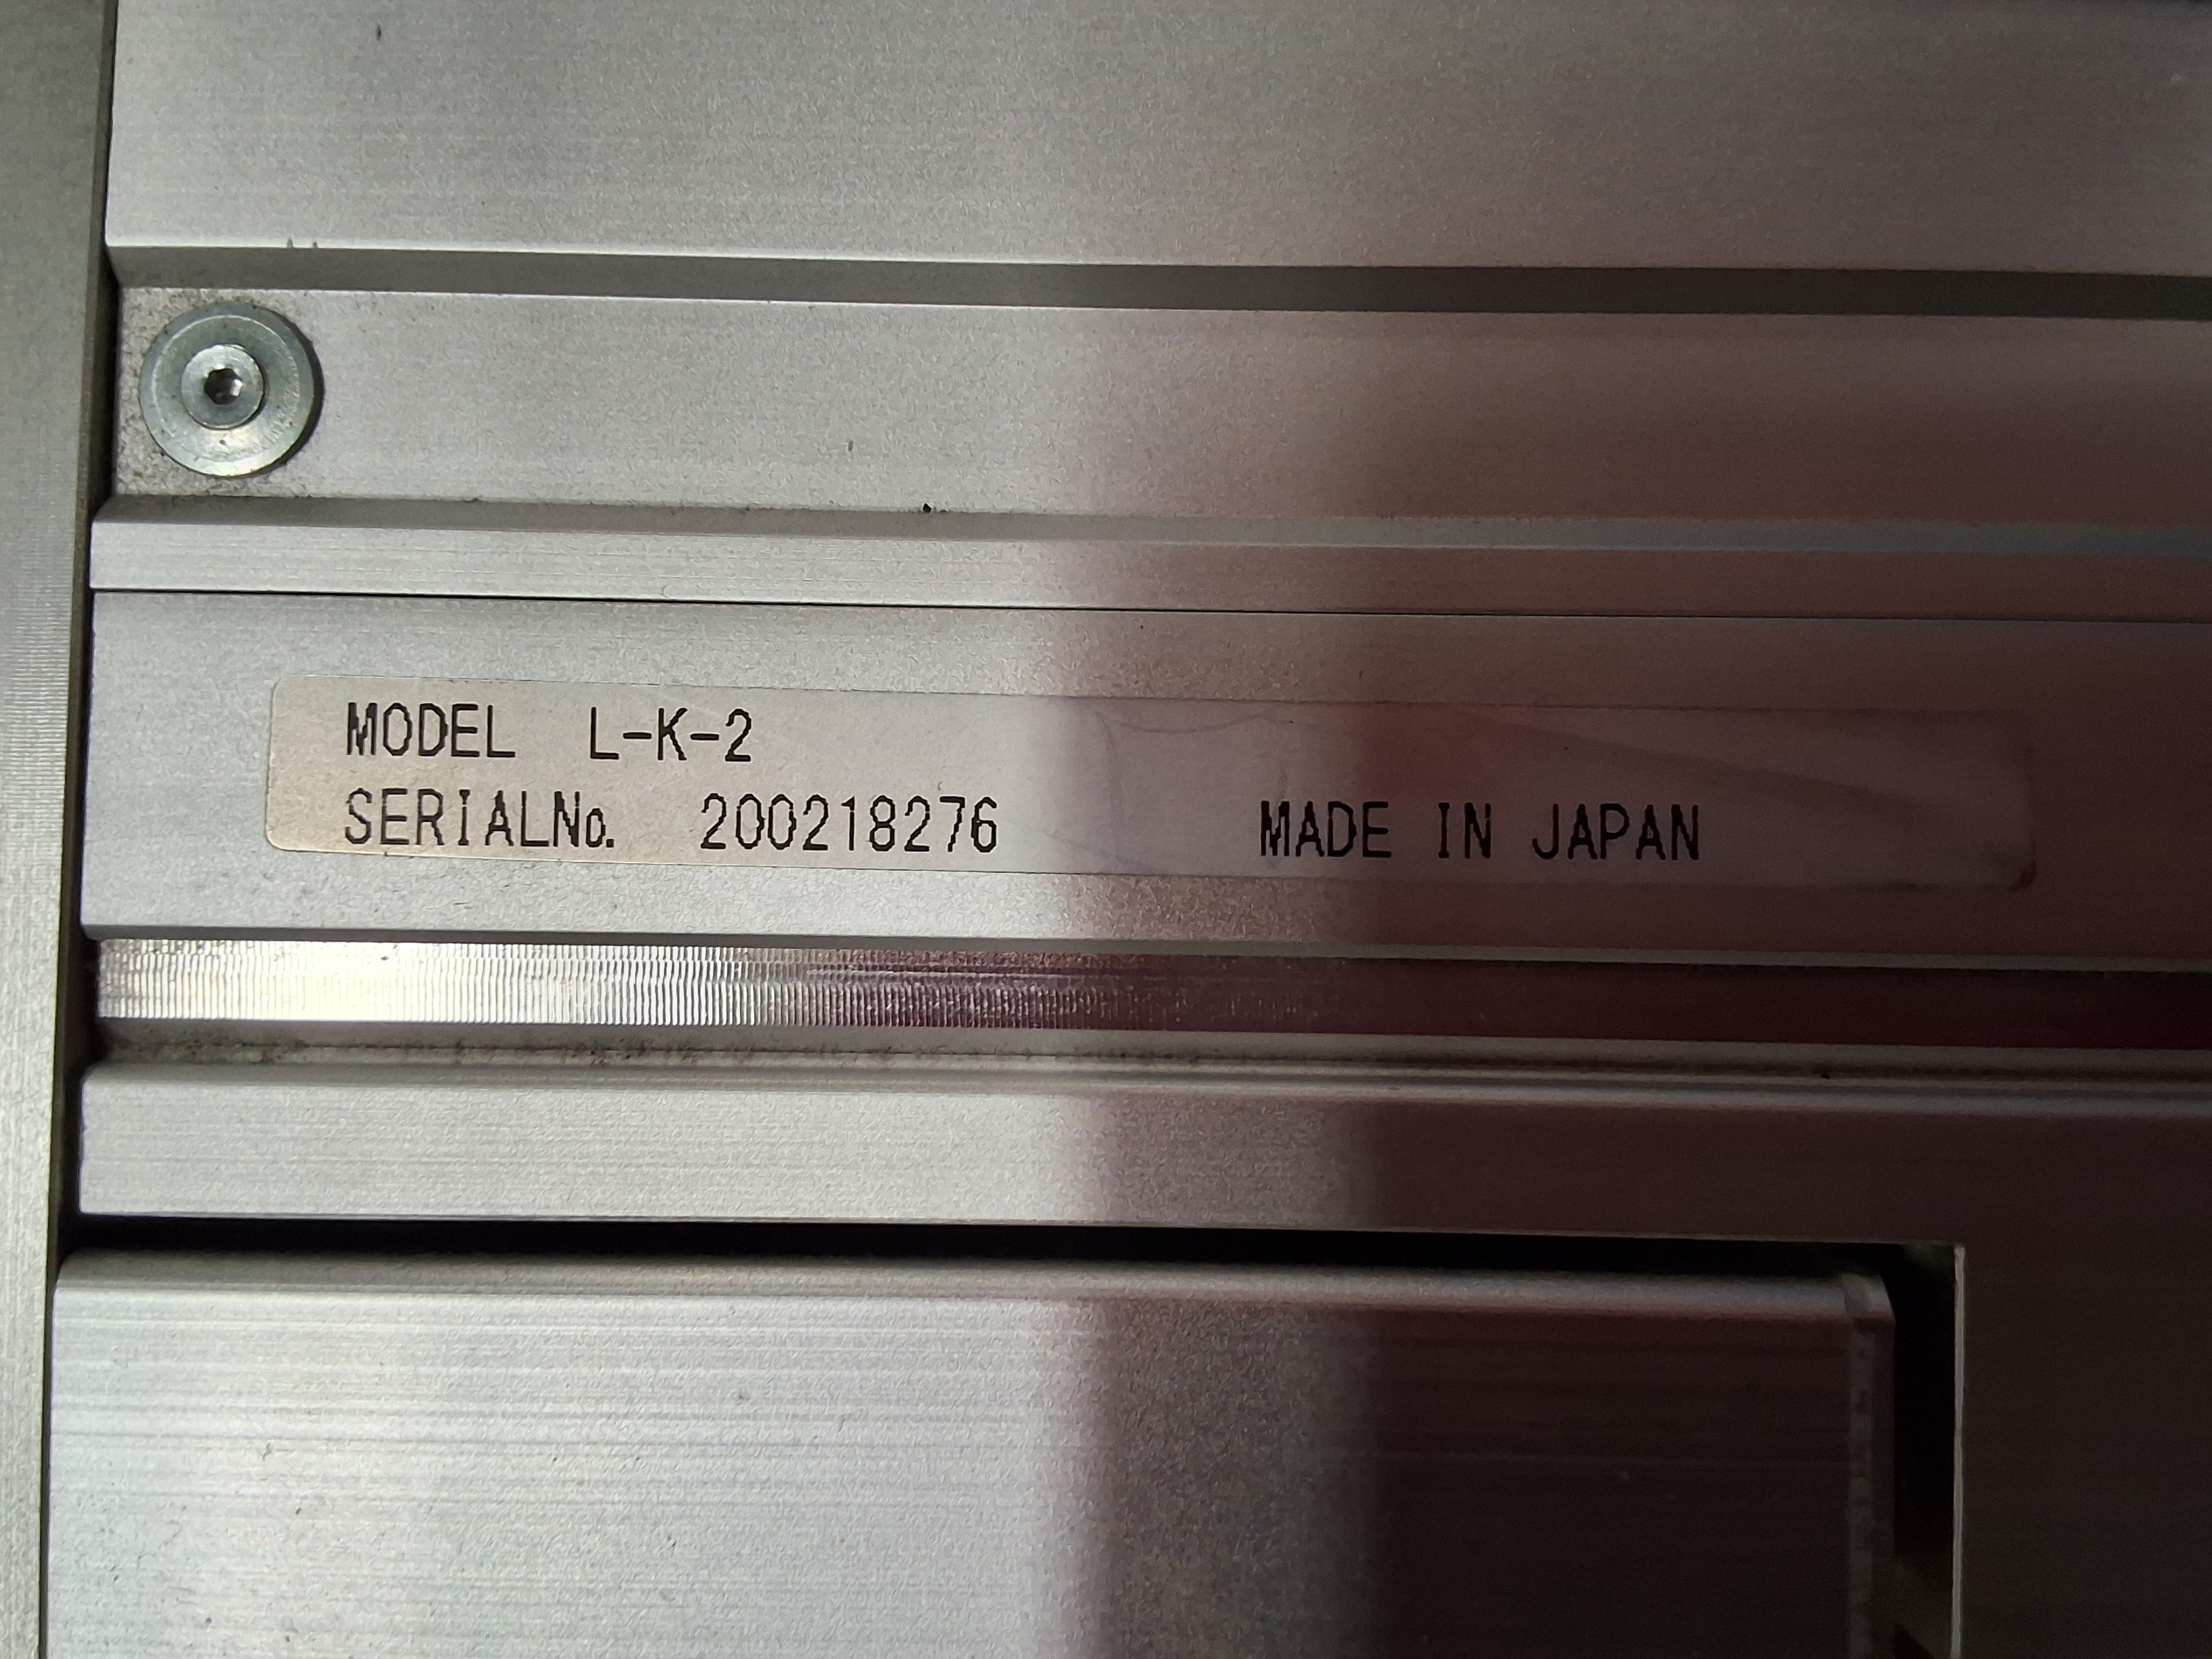 MODEL L-K-2
SERIALNo. 200218276 MADE IN JAPAN